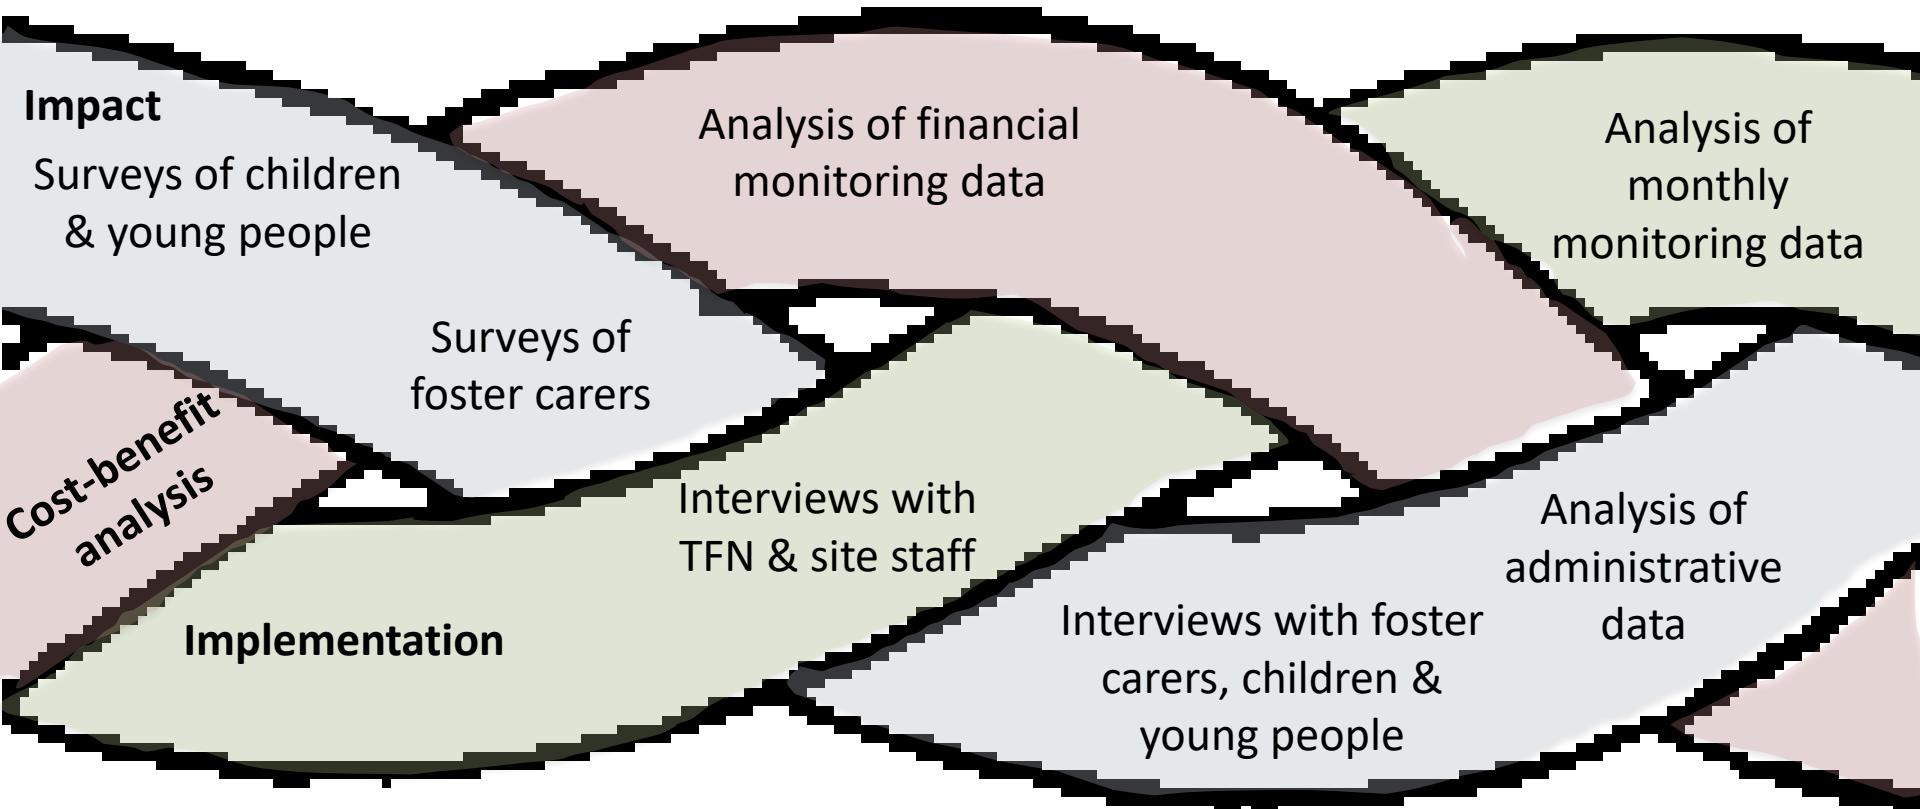 Impact
Surveys of children
& young people
Surveys of
foster carers
Cost-benefit
analysis
Analysis of financial
monitoring data
Analysis of
monthly
monitoring data
Implementation
Interviews with
TFN & site staff
Interviews with foster
carers, children &
young people
Analysis of
administrative
data